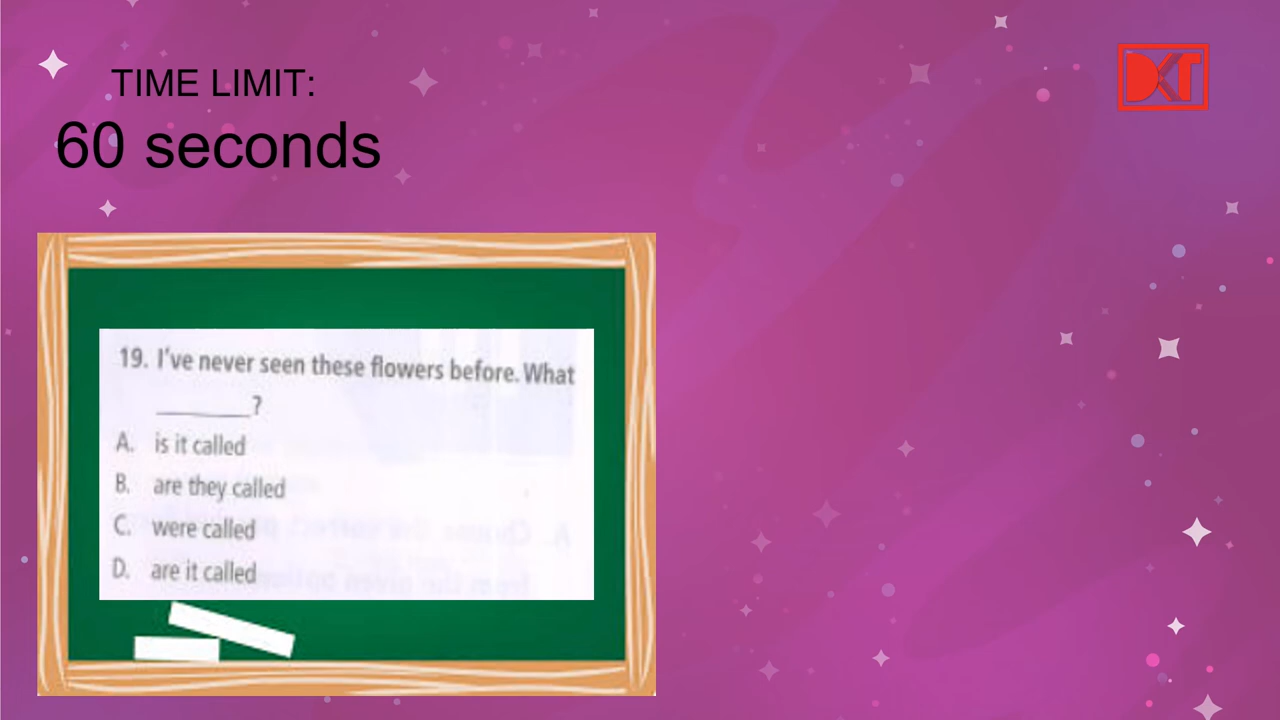 TIME LIMIT:
60 seconds
DKT
19. I've never seen these flowers before. What
________?
A. is it called
B. are they called
C. were called
D. are it called